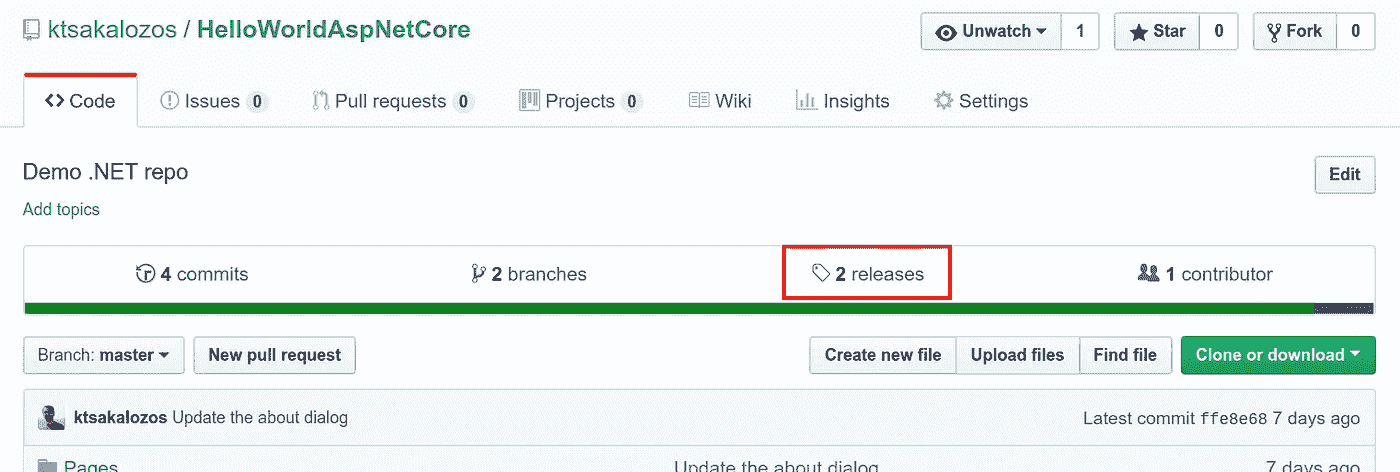 ktsakalozos / HelloWorldAspNetCore Unwatch 1 Star 0 Fork 0
Code Issues 0 Pull requests 0 Projects 0 Wiki Insights Settings
Demo .NET repo Edit
Add topics
4 commits 2 branches 2 releases 1 contributor
Branch: master New pull request Create new file Upload files Find file Clone or download
ktsakalozos Update the about dialog Latest commit ffe8e68 7 days ago
Pages Update the about dialog 7 days ago